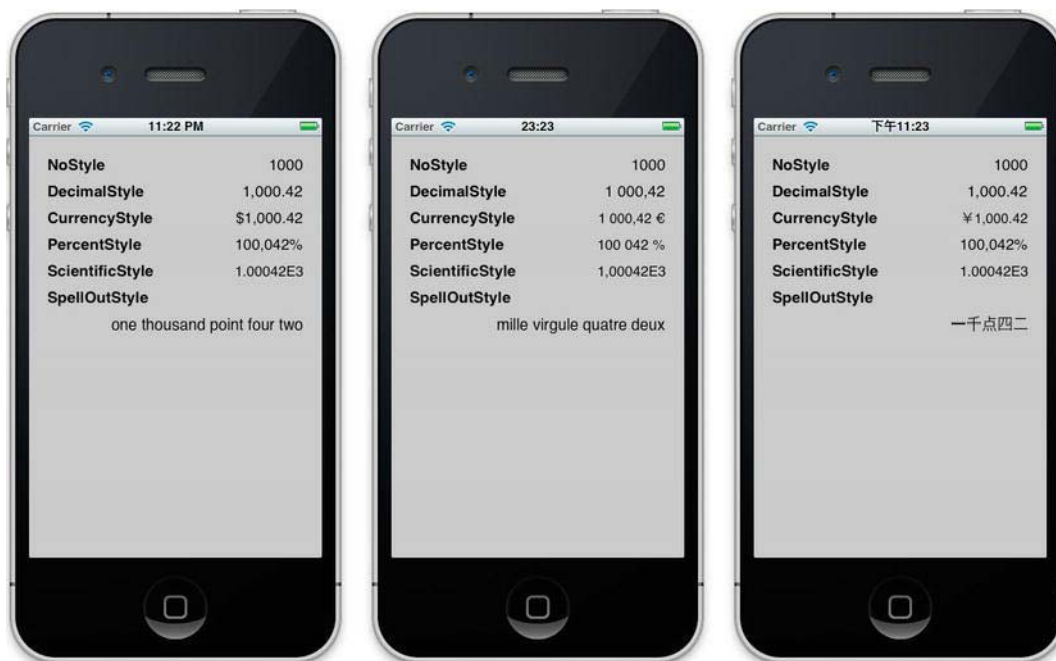 Carrier 11:22 PM
NoStyle 1000
DecimalStyle 1,000.42
CurrencyStyle $1,000.42
PercentStyle 100,042%
ScientificStyle 1.00042E3
SpellOutStyle
one thousand point four two
Carrier 23:23
NoStyle 1000
DecimalStyle 1 000,42
CurrencyStyle 1 000,42 €
PercentStyle 100 042 %
ScientificStyle 1,00042E3
SpellOutStyle
mille virgule quatre deux
Carrier 下午11:23
NoStyle 1000
DecimalStyle 1,000.42
CurrencyStyle ¥1,000.42
PercentStyle 100,042%
ScientificStyle 1.00042E3
SpellOutStyle
一千点四二